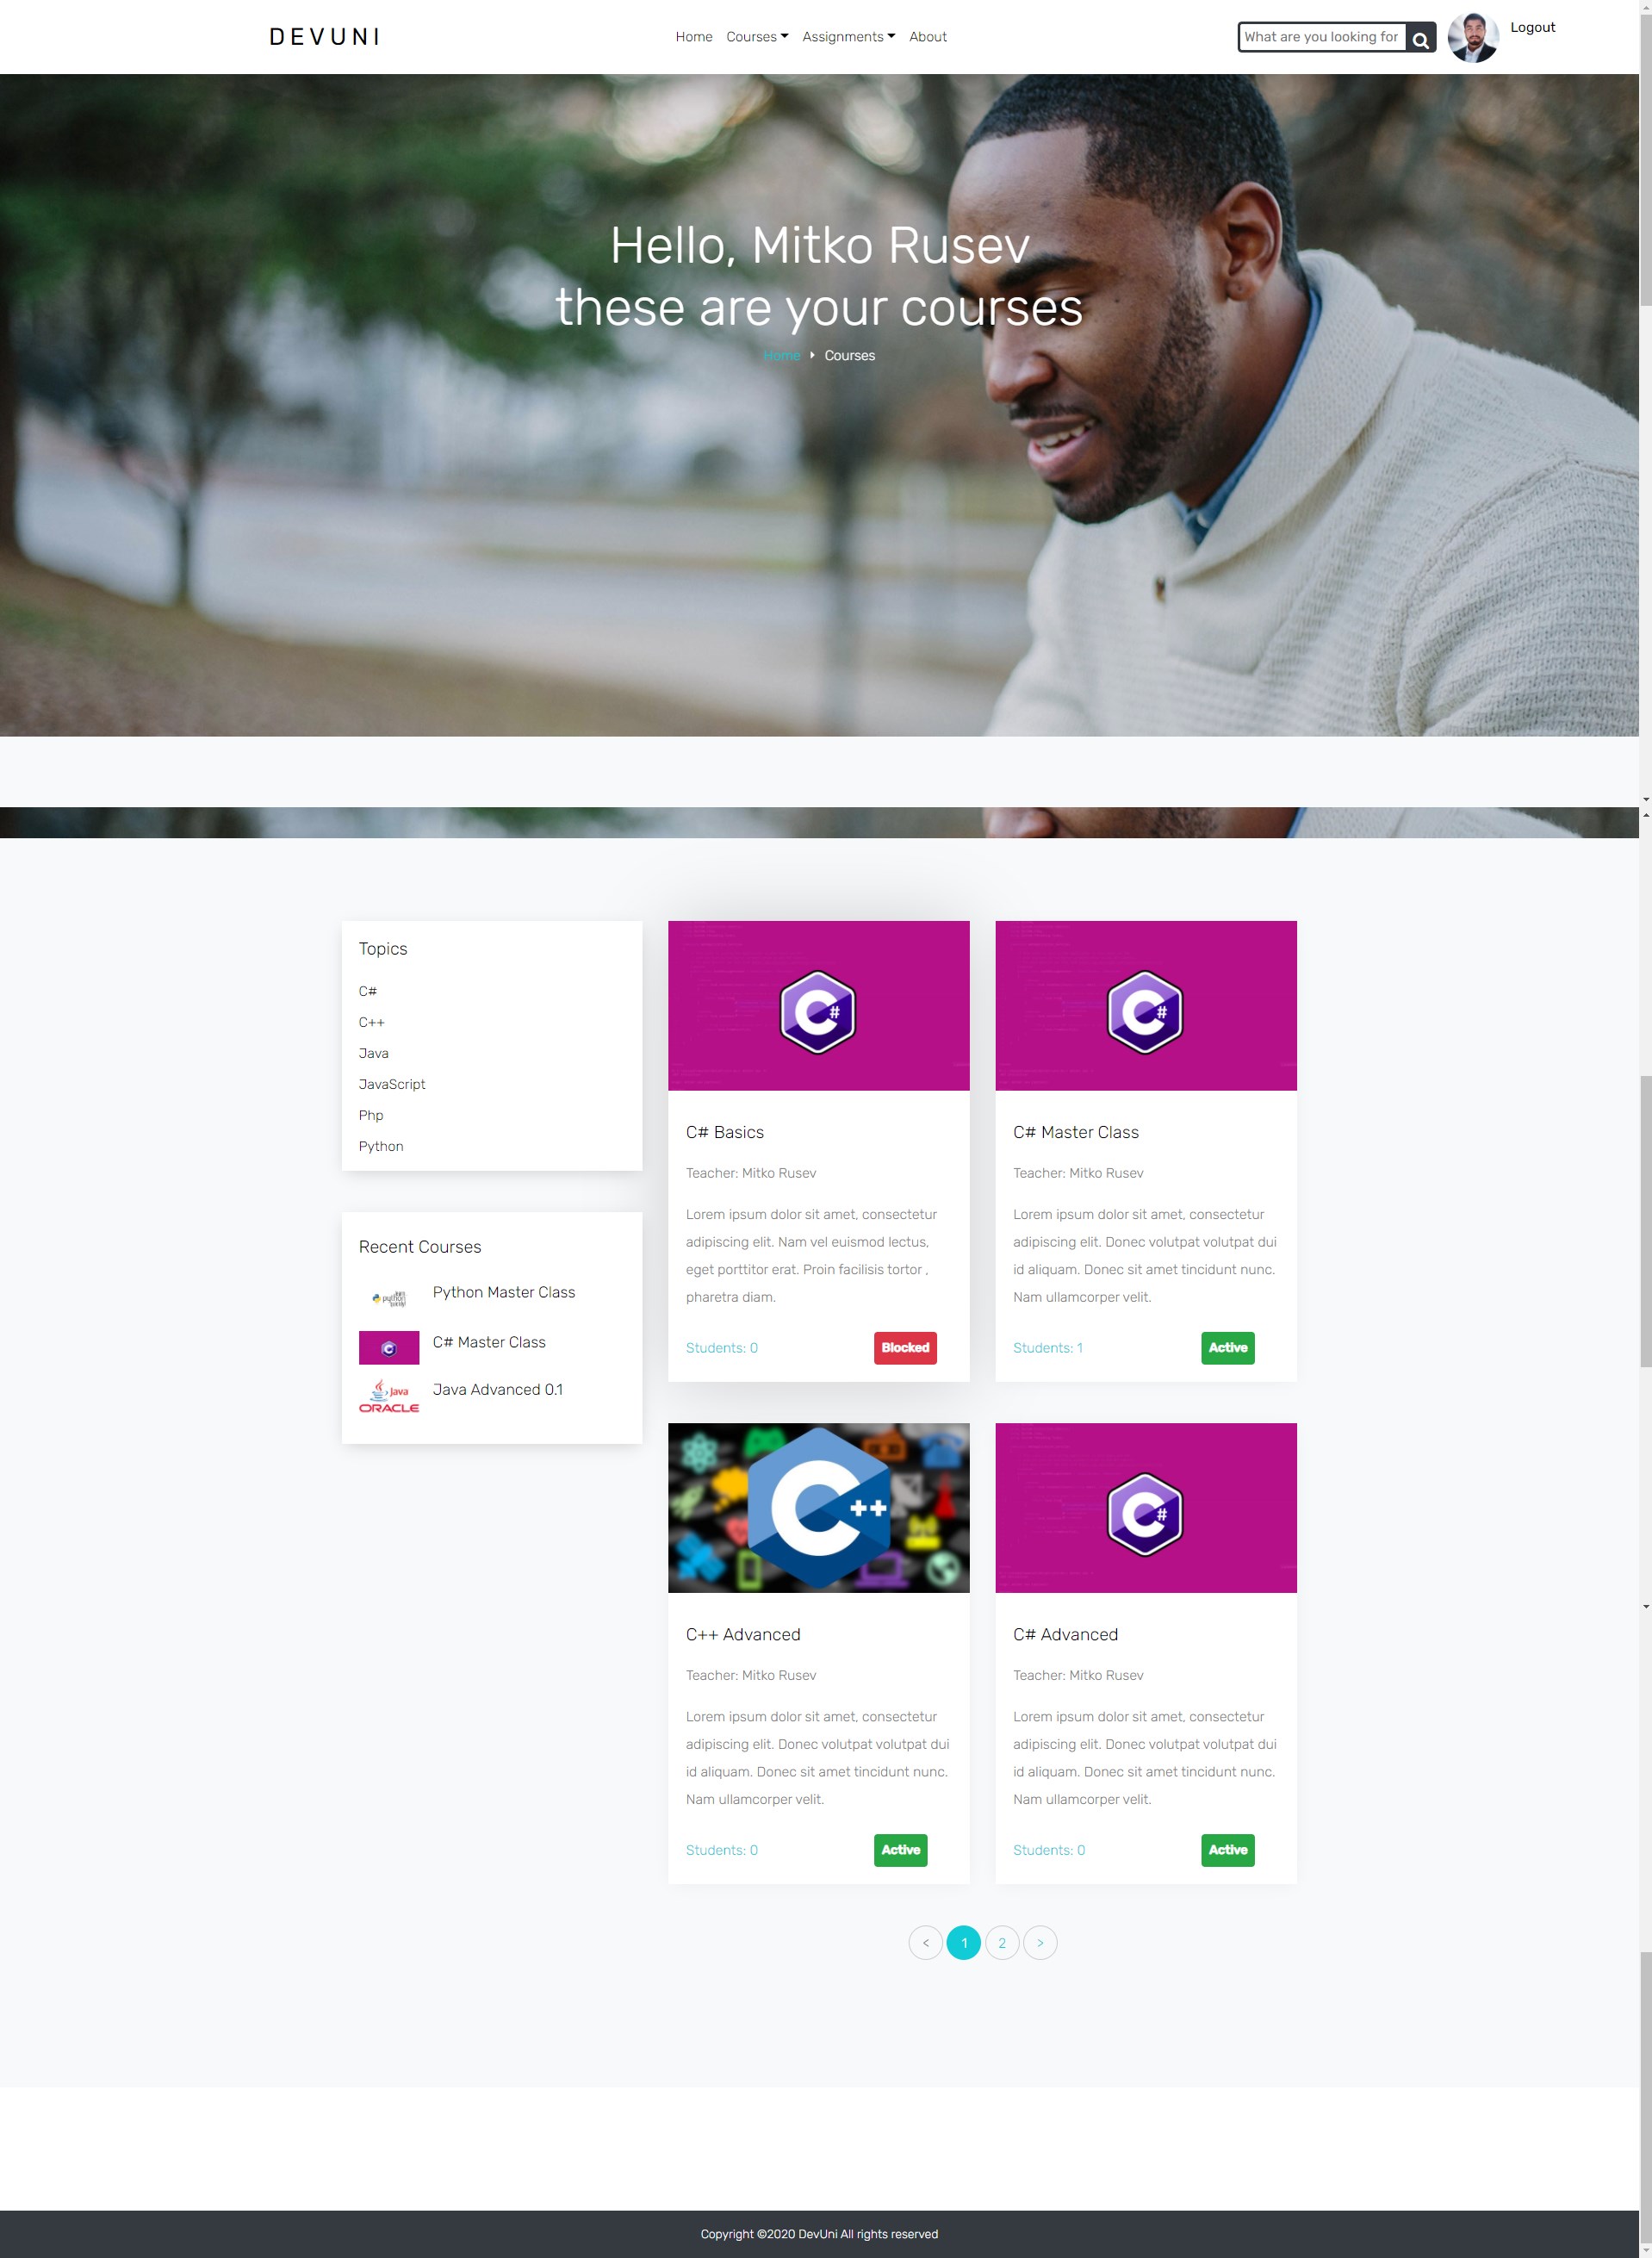 DEVUNI
Home Courses Assignments About
What are you looking for
Logout
Hello, Mitko Rusev
these are your courses
Home Courses
Topics
C#
C++
Java
JavaScript
Php
Python
Recent Courses
Python Master Class
C# Master Class
Java
ORACLE
Java Advanced 0.1
C#
C# Basics
Teacher: Mitko Rusev
Lorem ipsum dolor sit amet, consectetur
adipiscing elit. Nam vel euismod lectus,
eget porttitor erat. Proin facilisis tortor ,
pharetra diam.
Students: 0
Blocked
C#
C# Master Class
Teacher: Mitko Rusev
Lorem ipsum dolor sit amet, consectetur
adipiscing elit. Donec volutpat volutpat dui
id aliquam. Donec sit amet tincidunt nunc.
Nam ullamcorper velit.
Students: 1
Active
C++
C++ Advanced
Teacher: Mitko Rusev
Lorem ipsum dolor sit amet, consectetur
adipiscing elit. Donec volutpat volutpat dui
id aliquam. Donec sit amet tincidunt nunc.
Nam ullamcorper velit.
Students: 0
Active
C#
C# Advanced
Teacher: Mitko Rusev
Lorem ipsum dolor sit amet, consectetur
adipiscing elit. Donec volutpat volutpat dui
id aliquam. Donec sit amet tincidunt nunc.
Nam ullamcorper velit.
Students: 0
Active
< 1 2 >
Copyright ©2020 DevUni All rights reserved